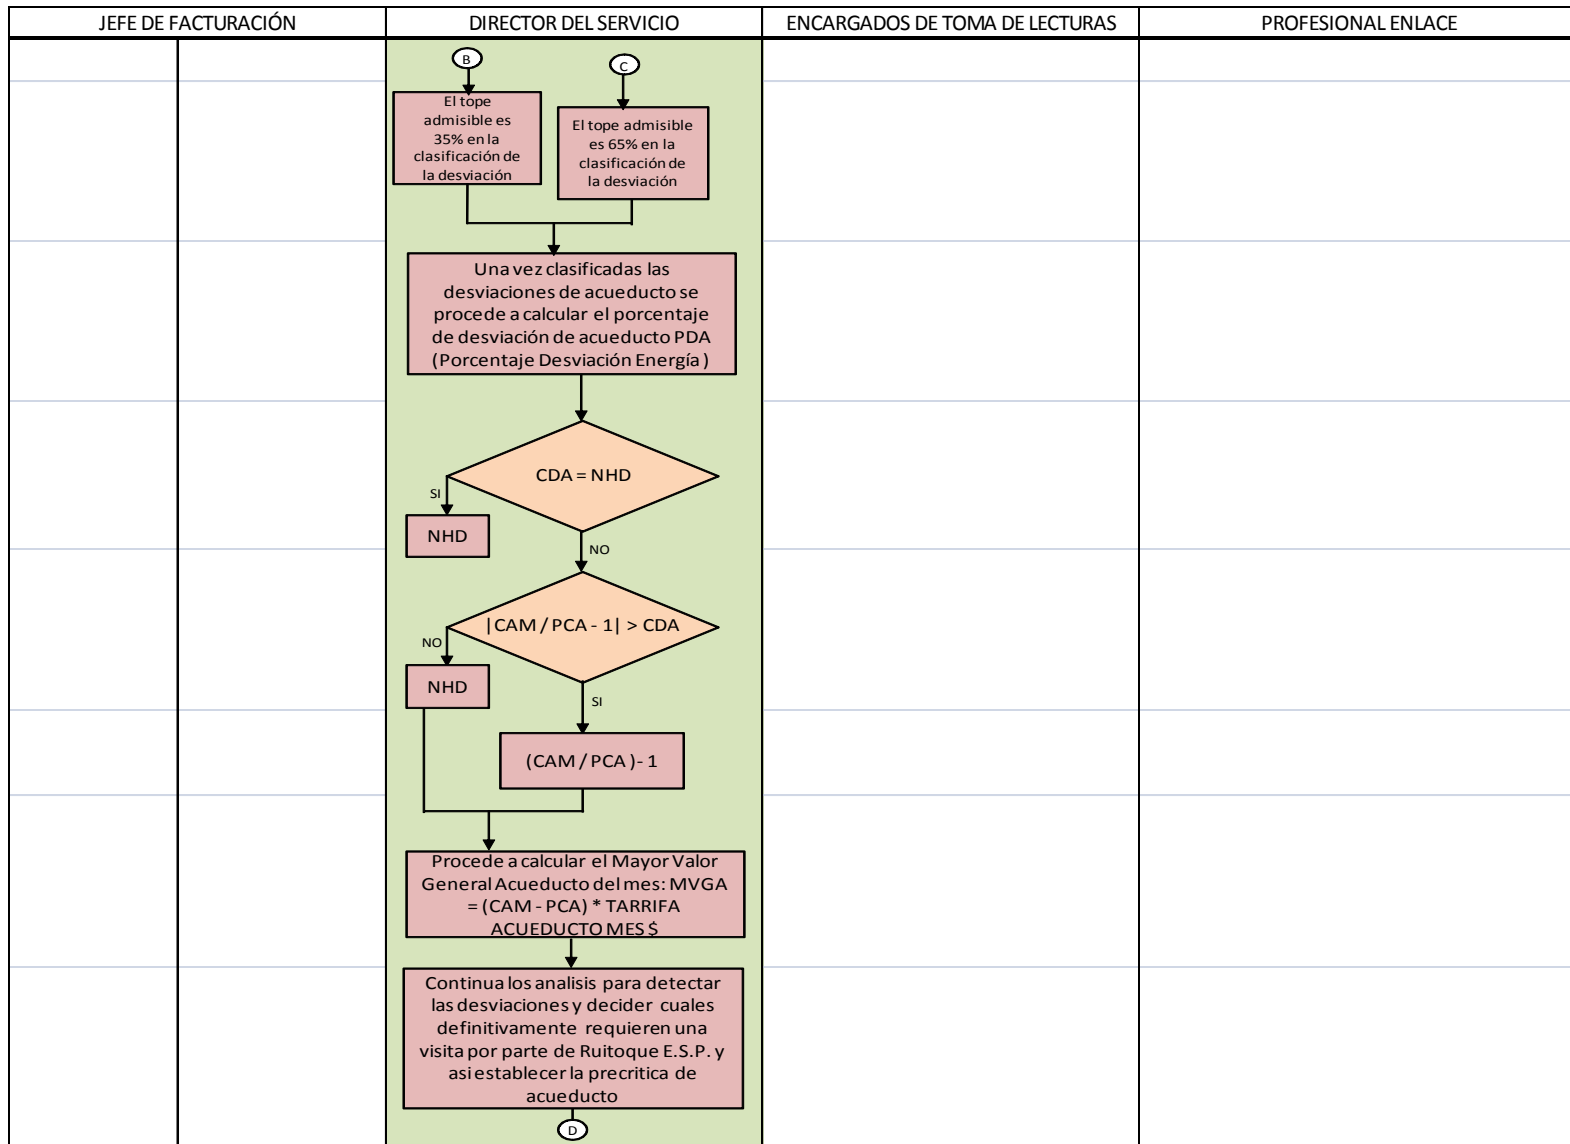 JEFE DE FACTURACIÓN
DIRECTOR DEL SERVICIO
ENCARGADOS DE TOMA DE LECTURAS
PROFESIONAL ENLACE
B
C
El tope
admisible es
35% en la
clasificación de
la desviación
El tope admisible
es 65% en la
clasificación de
la desviación
Una vez clasificadas las
desviaciones de acueducto se
procede a calcular el porcentaje
de desviación de acueducto PDA
(Porcentaje Desviación Energía )
CDA = NHD
SI
NHD
NO
|CAM / PCA - 1| > CDA
NO
NHD
SI
(CAM / PCA ) - 1
Procede a calcular el Mayor Valor
General Acueducto del mes: MVGA
= (CAM - PCA) * TARRIFA
ACUEDUCTO MES $
Continua los analisis para detectar
las desviaciones y decider cuales
definitivamente requieren una
visita por parte de Ruitoque E.S.P. y
asi establecer la precritica de
acueducto
D